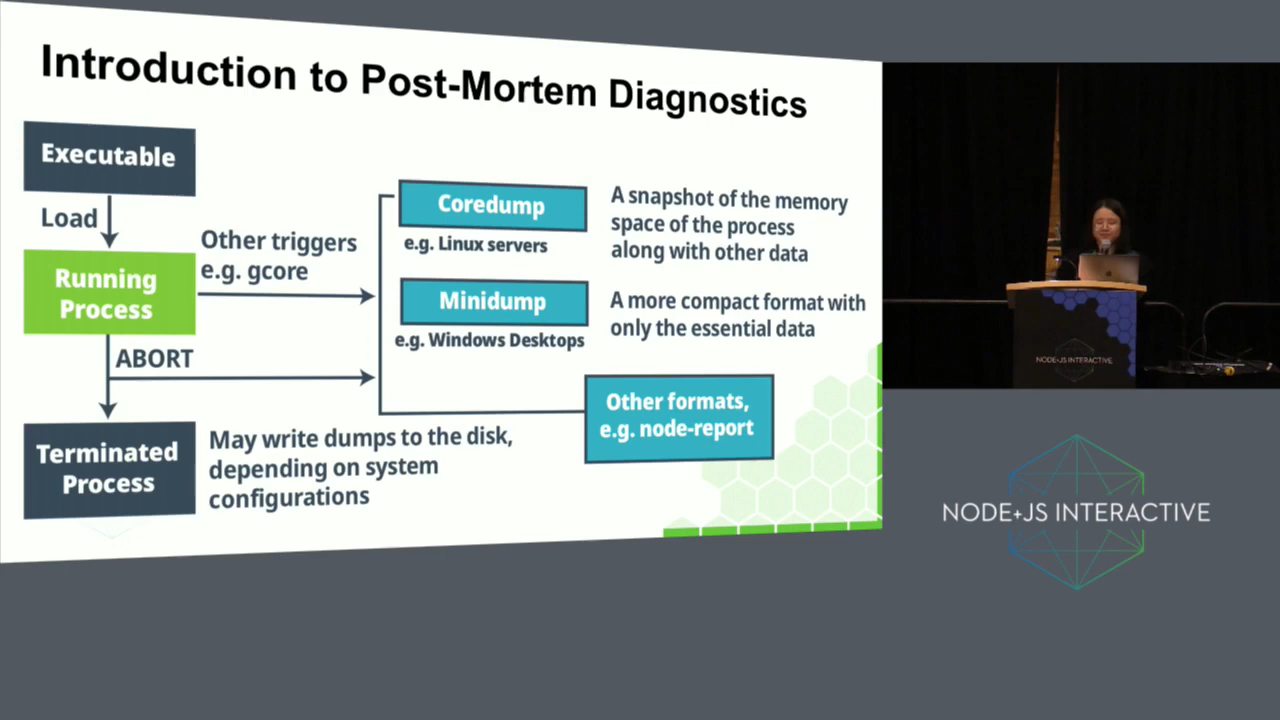 Introduction to Post-Mortem Diagnostics
Executable
Load
Running
Process
Other triggers
e.g. gcore
ABORT
Terminated
Process
May write dumps to the disk,
depending on system
configurations
Coredump
e.g. Linux servers
A snapshot of the memory
space of the process
along with other data
Minidump
e.g. Windows Desktops
A more compact format with
only the essential data
Other formats,
e.g. node-report
NODE+JS INTERACTIVE
NODE+JS INTERACTIVE